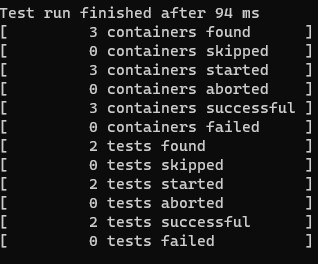 Test run finished after 94 ms
[         3 containers found      ]
[         0 containers skipped    ]
[         3 containers started    ]
[         0 containers aborted    ]
[         3 containers successful ]
[         0 containers failed     ]
[         2 tests found           ]
[         0 tests skipped         ]
[         2 tests started         ]
[         0 tests aborted         ]
[         2 tests successful      ]
[         0 tests failed          ]